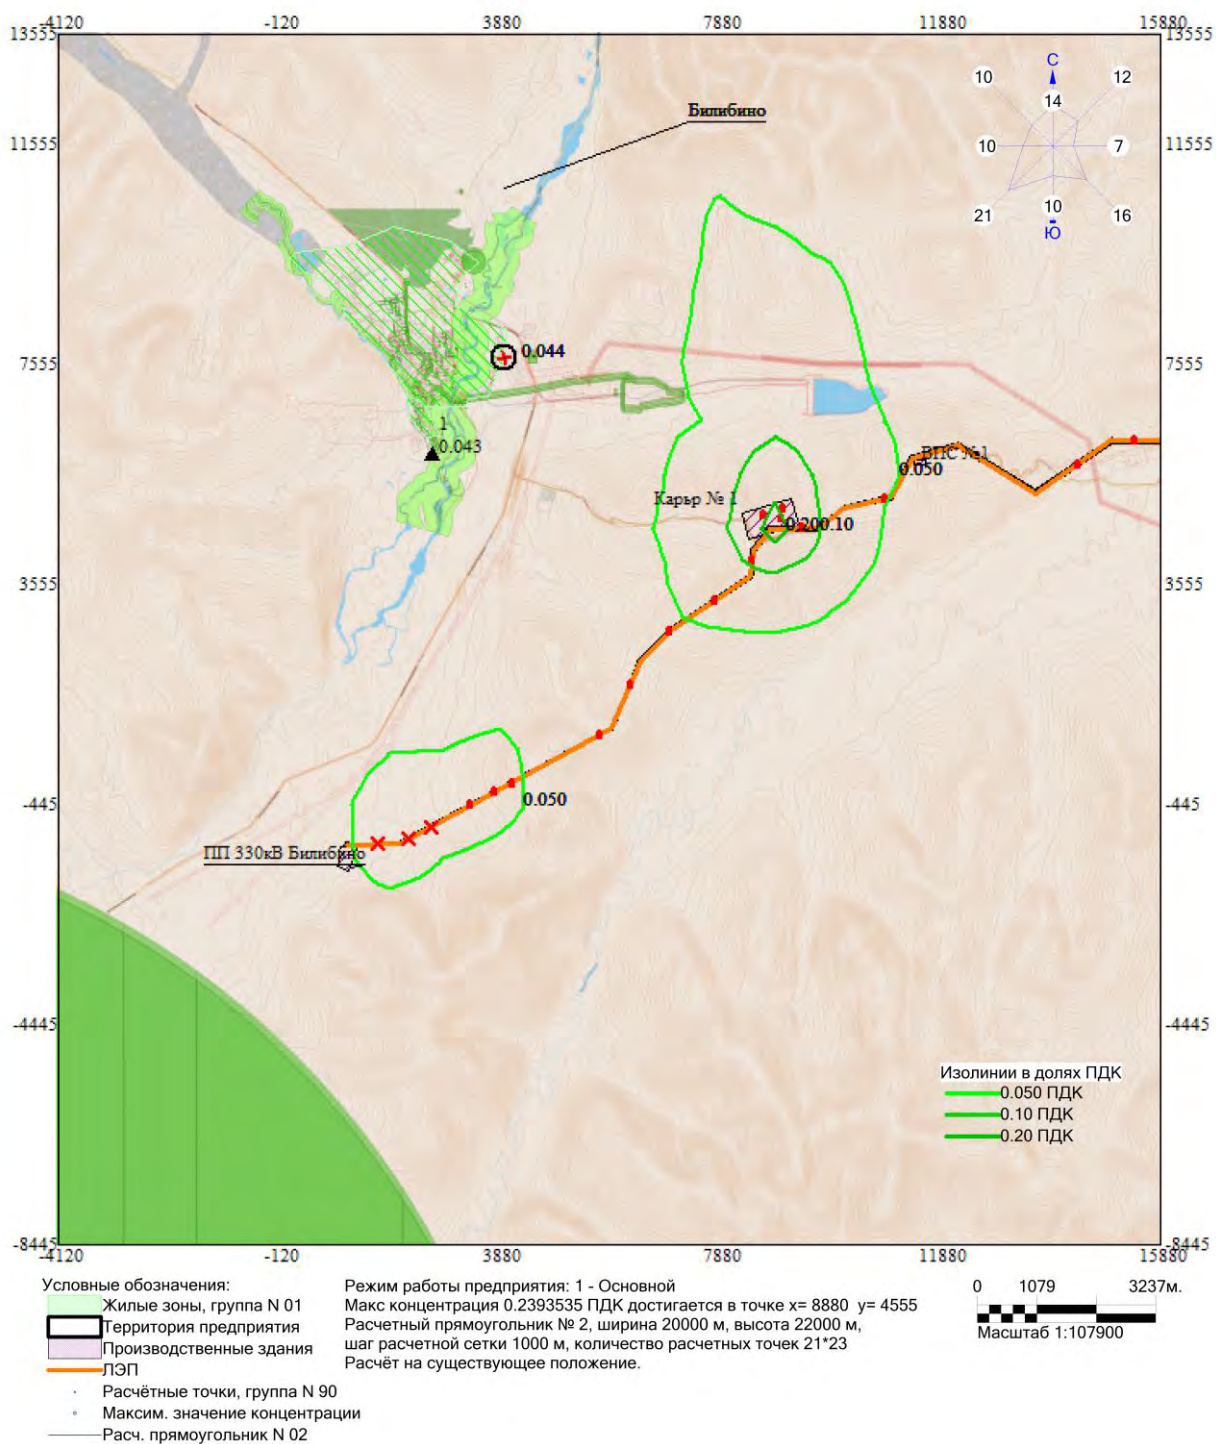 -4120 -120 3880 7880 11880 15880
13555 13555
С
10 12
14
Билибино
11555 11555
10 7
21 10 16
Ю
0.044
7555 7555
1
0.043
ВПС №1
0.050
Карьр № 1
0.200.10
3555 3555
-445 -445
0.050
ПП 330кВ Билибино
-4445 -4445
Изолинии в долях ПДК
0.050 ПДК
0.10 ПДК
0.20 ПДК
-8445 -8445
-4120 -120 3880 7880 11880 15880
Условные обозначения:
Жилые зоны, группа N 01
Территория предприятия
Производственные здания
ЛЭП
Расчётные точки, группа N 90
Максим. значение концентрации
Расч. прямоугольник N 02
Режим работы предприятия: 1 - Основной
Макс концентрация 0.2393535 ПДК достигается в точке x= 8880 y= 4555
Расчетный прямоугольник № 2, ширина 20000 м, высота 22000 м,
шаг расчетной сетки 1000 м, количество расчетных точек 21*23
Расчёт на существующее положение.
0 1079 3237м.
Масштаб 1:107900